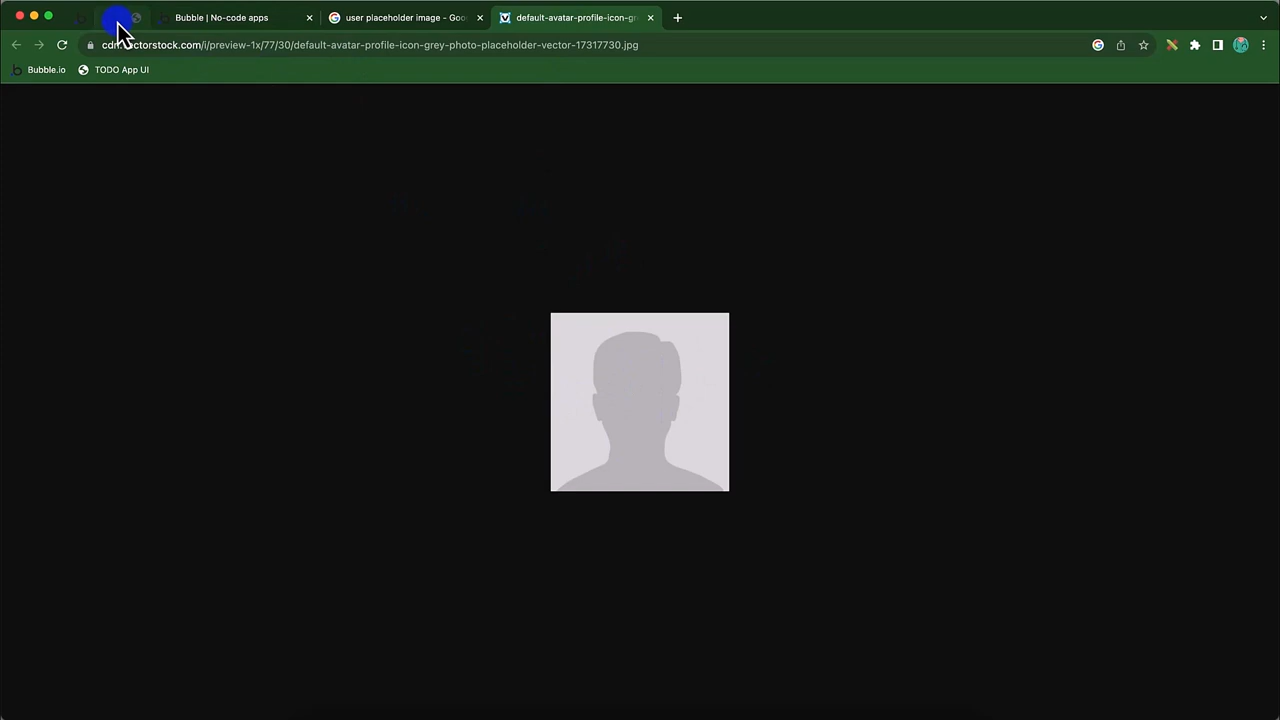 Bubble | No-code apps
user placeholder image - Goo
default-avatar-profile-icon-gr
vectorstock.com/i/preview-1x/77/30/default-avatar-profile-icon-grey-photo-placeholder-vector-17317730.jpg
Bubble.io
TODO App UI